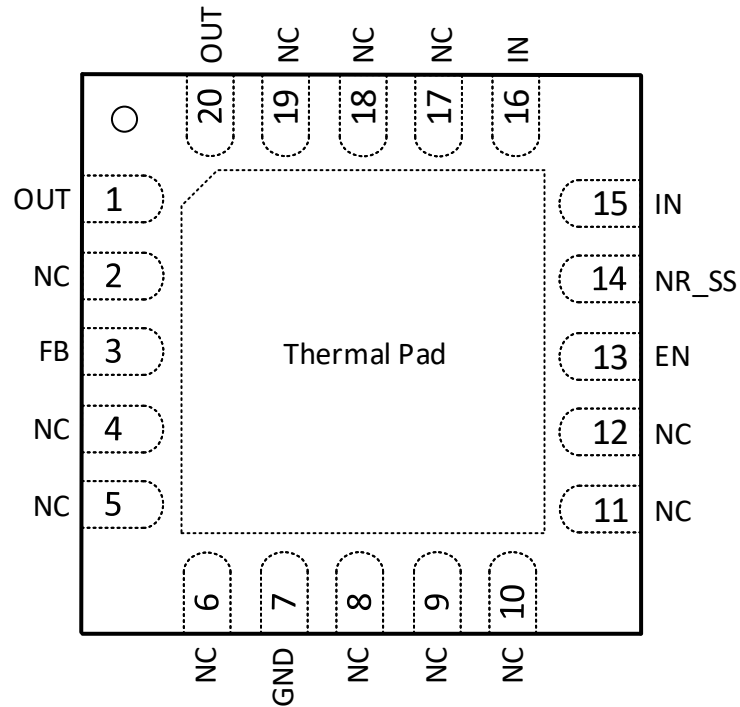 OUT
NC
NC
NC
IN
20
19
18
17
16
OUT 1
15 IN
NC 2
14 NR_SS
FB 3
Thermal Pad
13 EN
NC 4
12 NC
NC 5
11 NC
6
7
8
9
10
NC
GND
NC
NC
NC